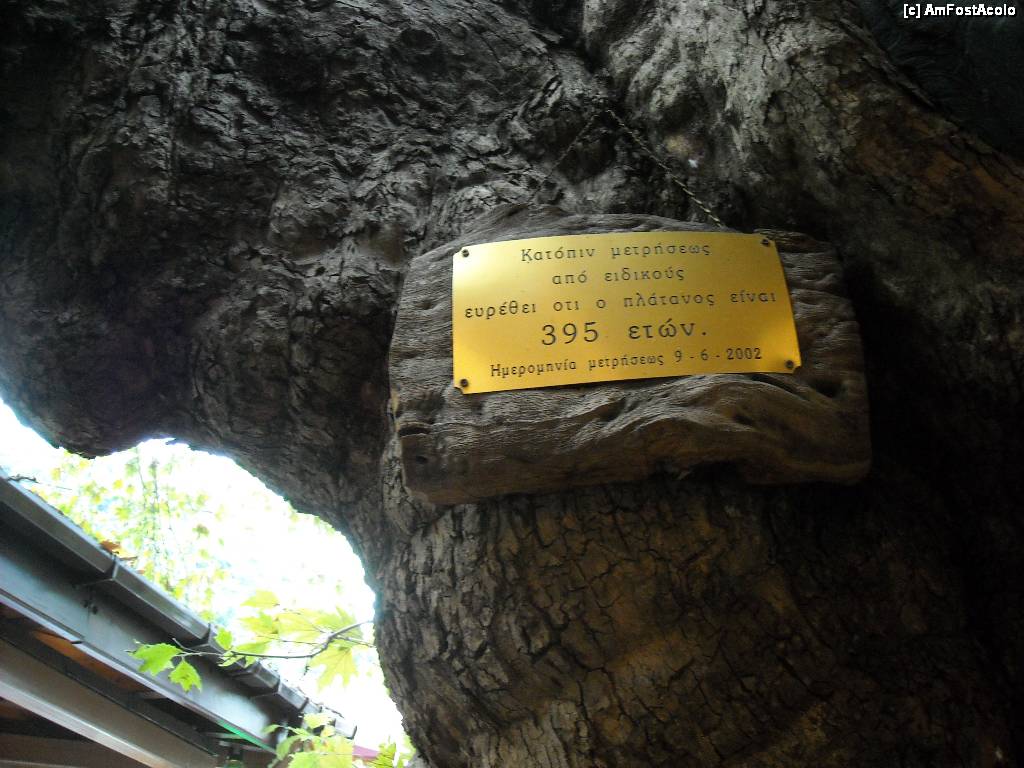 [c] AmFostAcolo
Κατόπιν μετρήσεως
από ειδικούς
ευρέθει οτι ο πλάτανος είναι
395 ετών.
Ημερομηνία μετρήσεως 9 - 6 - 2002